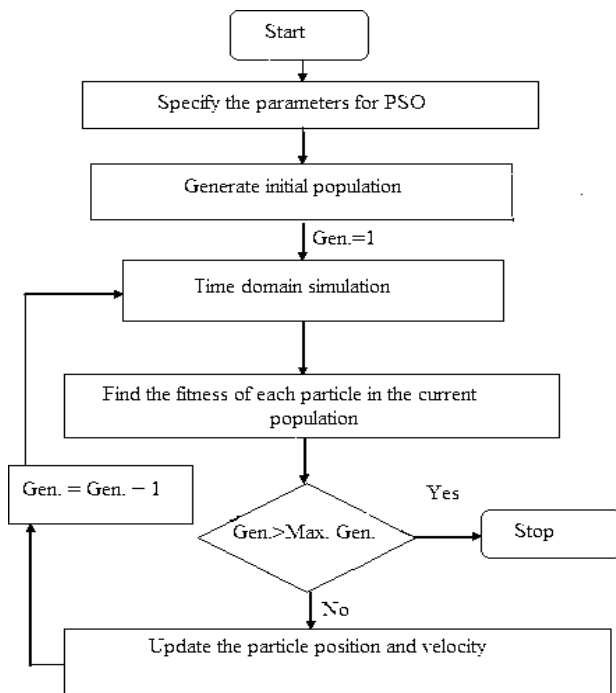 Start
Specify the parameters for PSO
Generate initial population
Gen.=1
Time domain simulation
Find the fitness of each particle in the current
population
Gen. = Gen. − 1
Gen.>Max. Gen.
Yes
Stop
No
Update the particle position and velocity